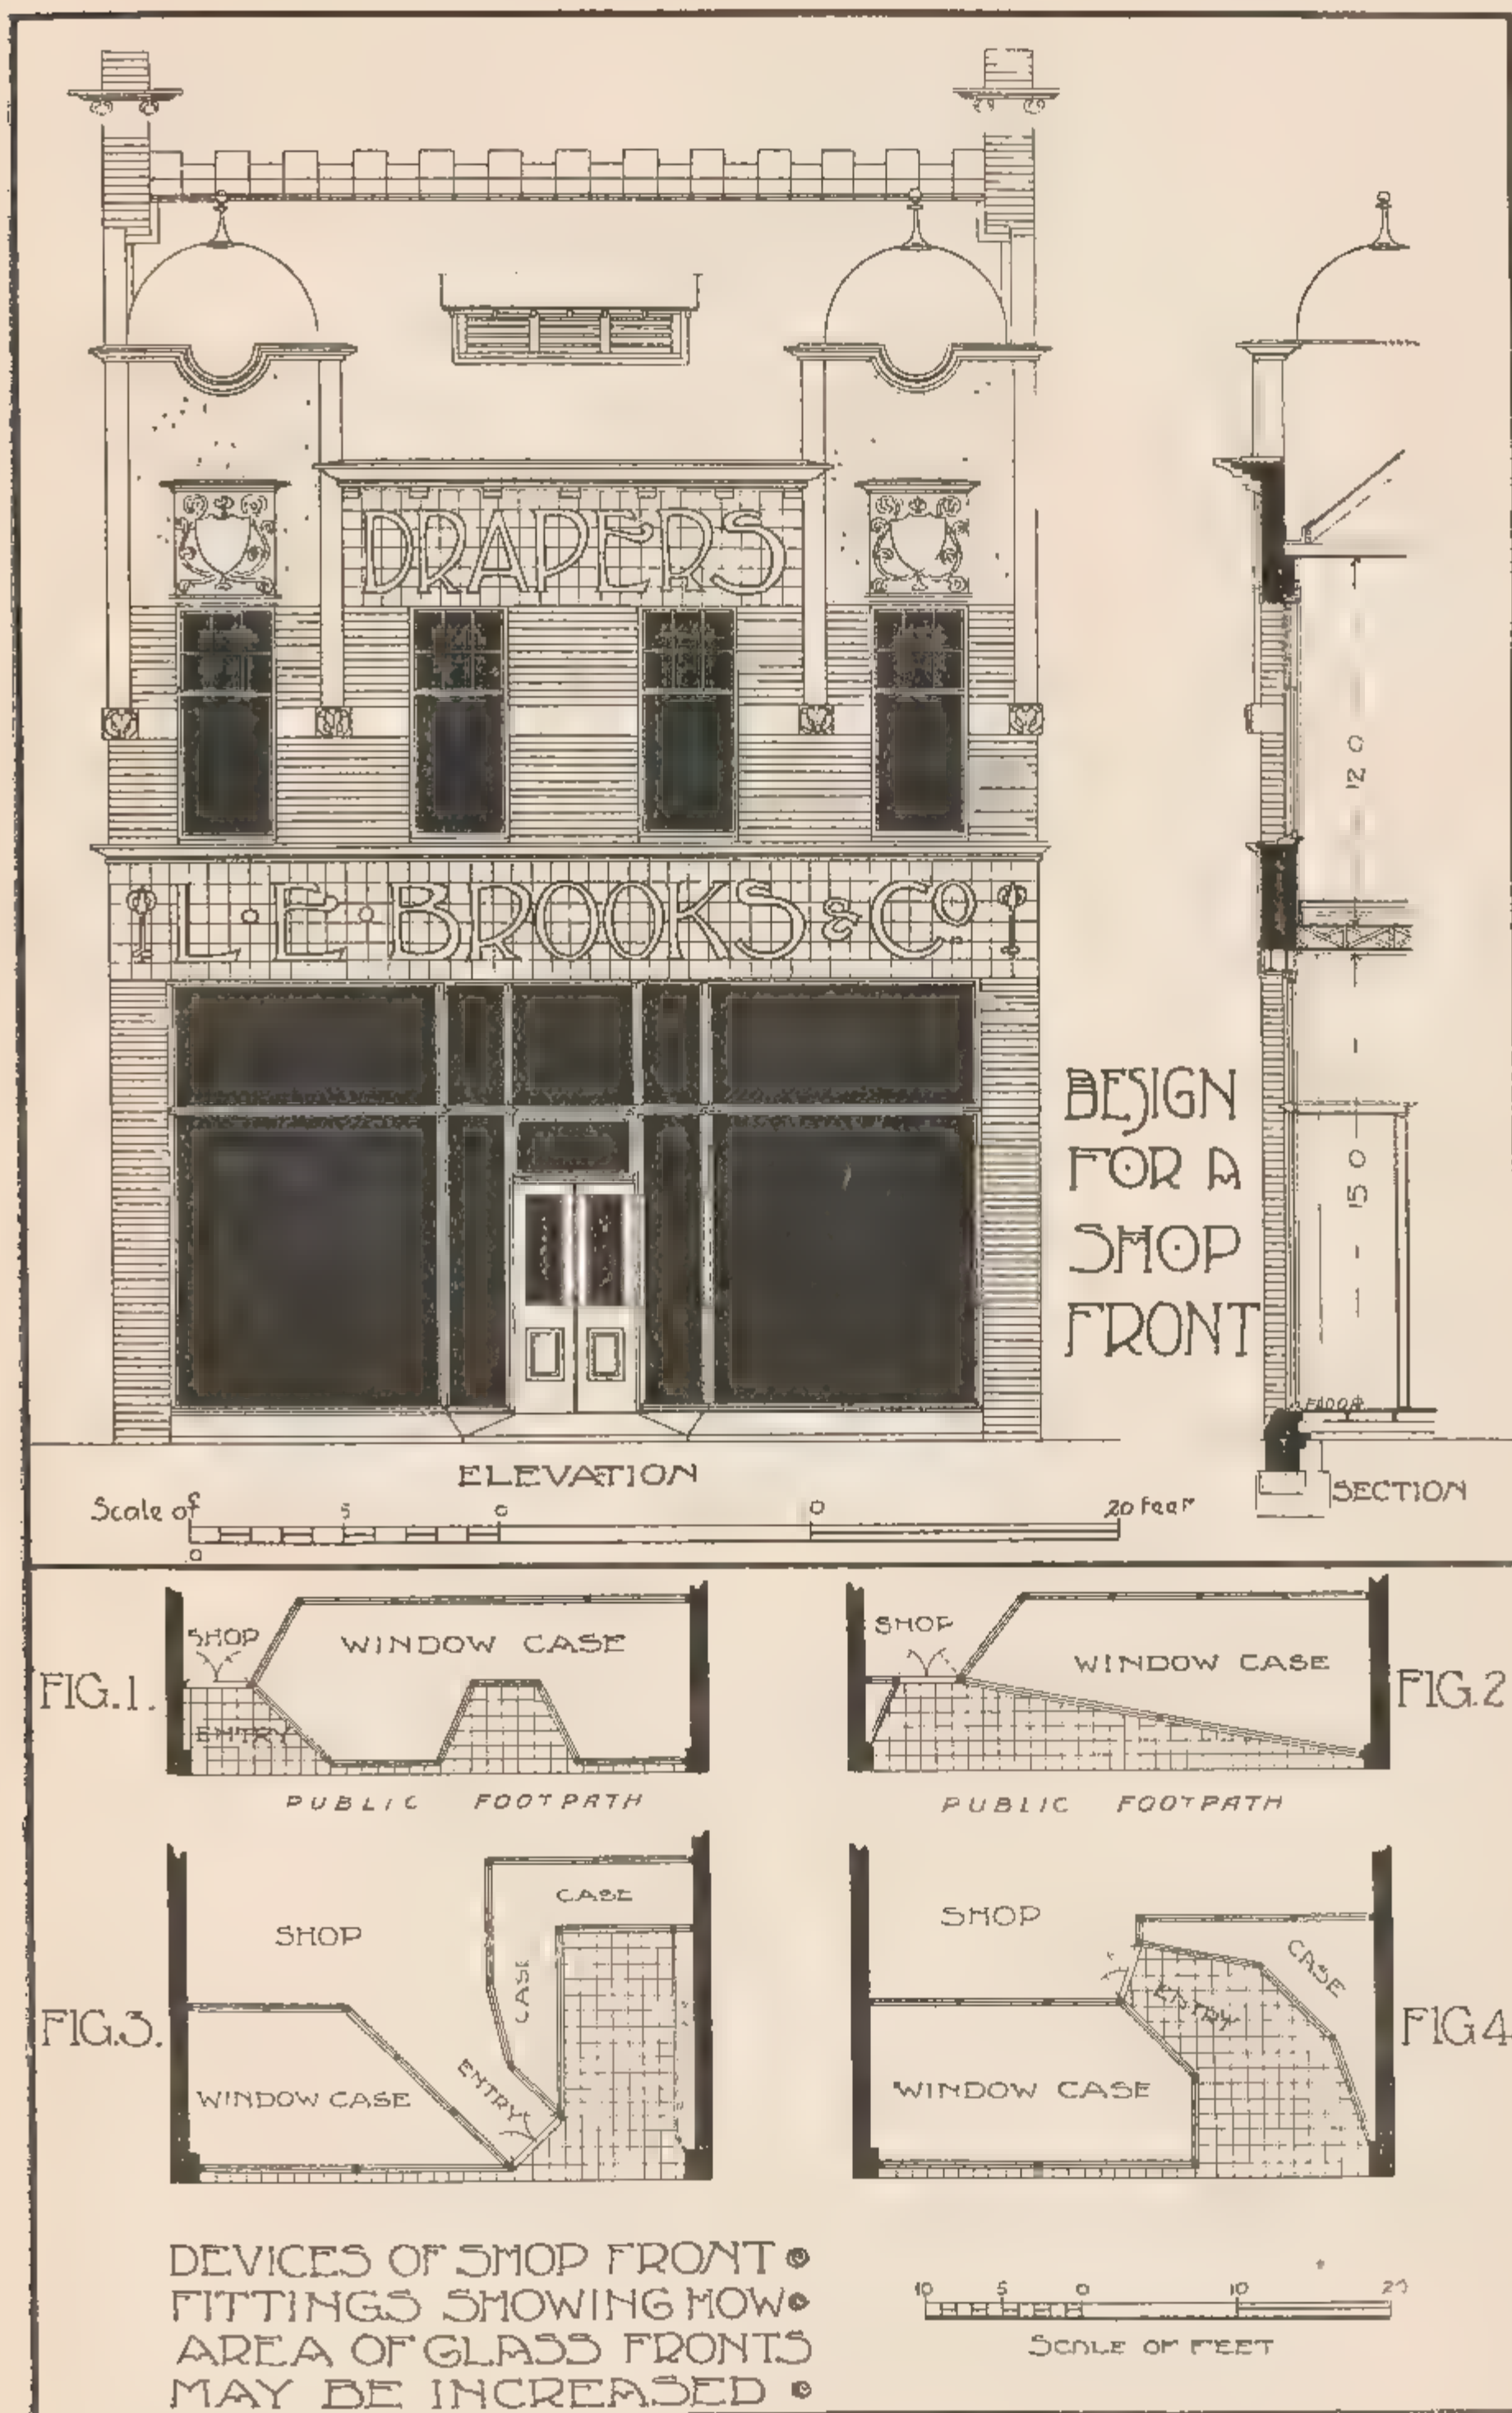 DRAPERS
L·E·BROOKS & Co.
DESIGN
FOR A
SHOP
FRONT
12 0
15 0
FLOOR
ELEVATION
SECTION
Scale of
0 5 0 0 20 Feet
FIG.1.
SHOP
WINDOW CASE
ENTRY
PUBLIC FOOTPATH
FIG.2
SHOP
WINDOW CASE
PUBLIC FOOTPATH
FIG.3.
SHOP
CASE
CASE
ENTRY
WINDOW CASE
FIG4
SHOP
CASE
ENTRY
WINDOW CASE
DEVICES OF SHOP FRONT
FITTINGS SHOWING HOW
AREA OF GLASS FRONTS
MAY BE INCREASED
10 5 0 10 20
SCALE OF FEET